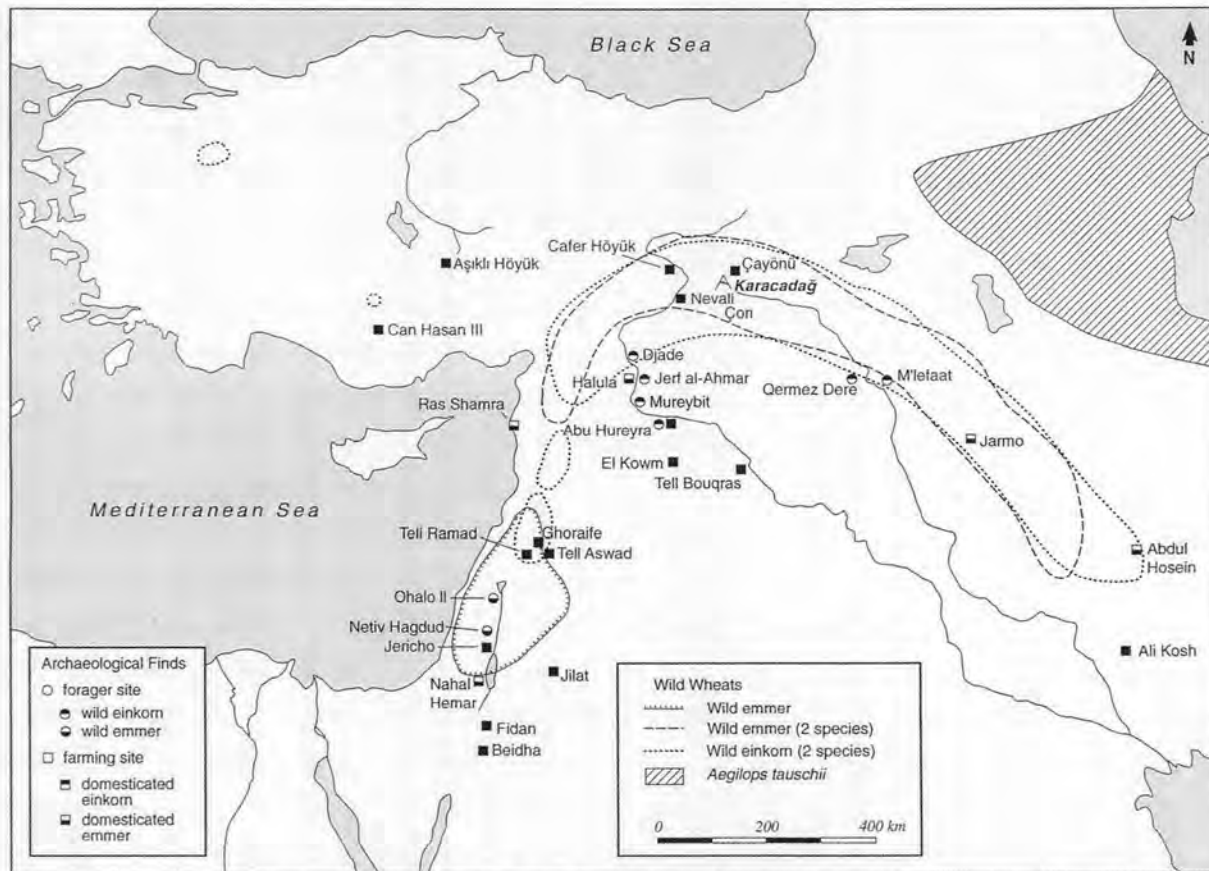 Black Sea
N
Cafer Höyük
Çayönü
Aşıklı Höyük
Karacadağ
Nevali
Çori
Can Hasan III
Djade
Halula
Jerf al-Ahmar
M'lefaat
Qermez Dere
Mureybit
Ras Shamra
Abu Hureyra
Jarmo
El Kowm
Tell Bouqras
Mediterranean Sea
Tell Ramad
Ghoraife
Tell Aswad
Abdul
Hosein
Ohalo II
Netiv Hagdud
Jericho
Ali Kosh
Jilat
Nahal
Hemar
Fidan
Beidha
Archaeological Finds
forager site
wild einkorn
wild emmer
farming site
domesticated
einkorn
domesticated
emmer
Wild Wheats
Wild emmer
Wild emmer (2 species)
Wild einkorn (2 species)
Aegilops tauschii
0 200 400 km